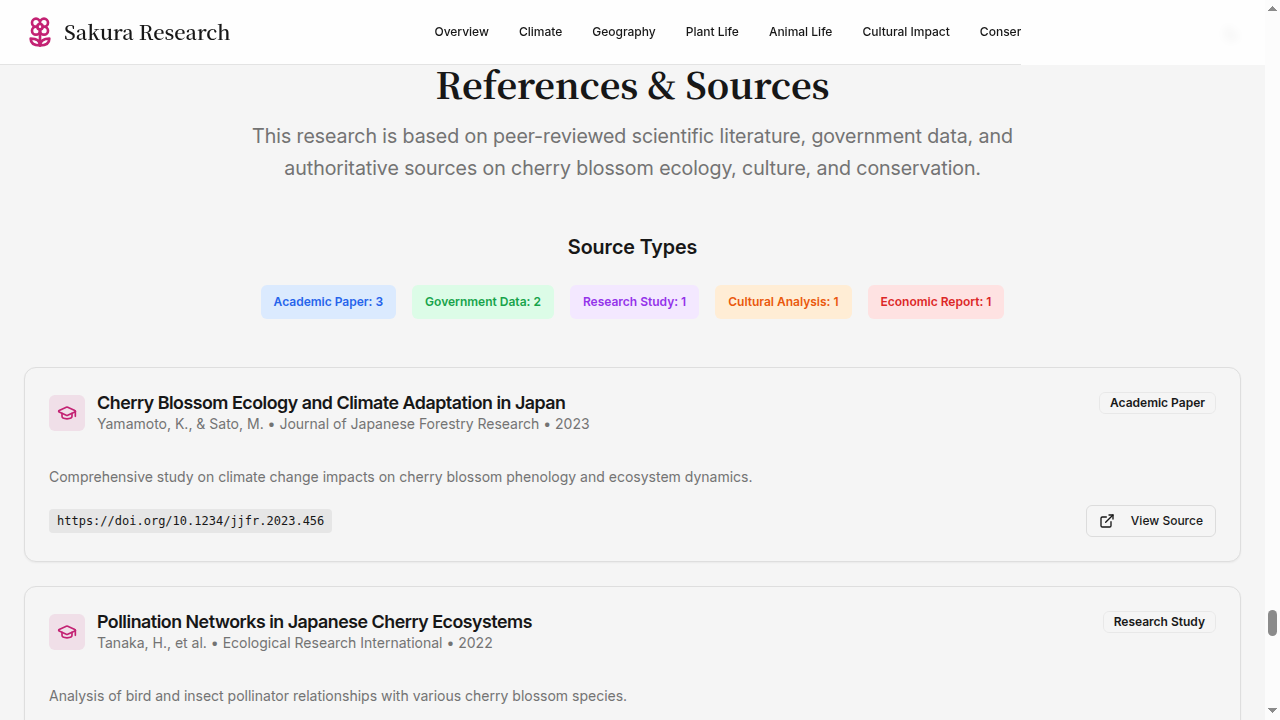 Sakura Research
Overview
Climate
Geography
Plant Life
Animal Life
Cultural Impact
Conser
References & Sources
This research is based on peer-reviewed scientific literature, government data, and
authoritative sources on cherry blossom ecology, culture, and conservation.
Source Types
Academic Paper: 3
Government Data: 2
Research Study: 1
Cultural Analysis: 1
Economic Report: 1
Cherry Blossom Ecology and Climate Adaptation in Japan
Yamamoto, K., & Sato, M. • Journal of Japanese Forestry Research • 2023
Academic Paper
Comprehensive study on climate change impacts on cherry blossom phenology and ecosystem dynamics.
https://doi.org/10.1234/jjfr.2023.456
View Source
Pollination Networks in Japanese Cherry Ecosystems
Tanaka, H., et al. • Ecological Research International • 2022
Research Study
Analysis of bird and insect pollinator relationships with various cherry blossom species.